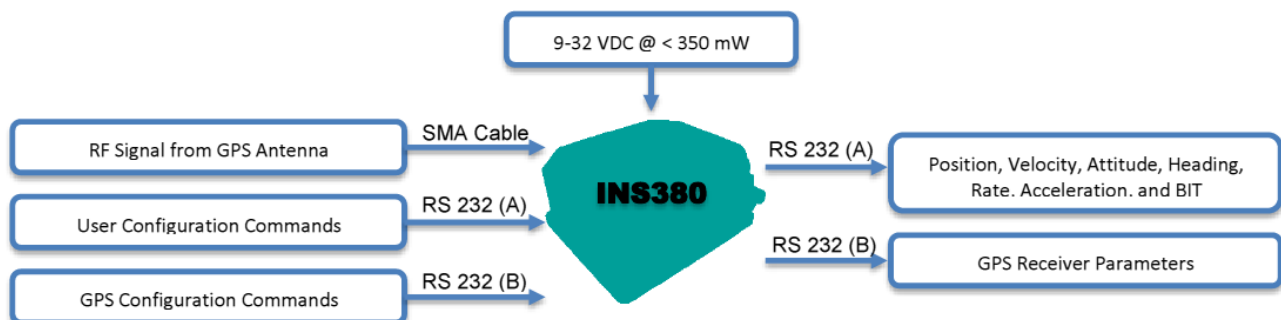 9-32 VDC @ < 350 mW
SMA Cable
RF Signal from GPS Antenna
RS 232 (A)
User Configuration Commands
RS 232 (B)
GPS Configuration Commands
INS380
RS 232 (A)
Position, Velocity, Attitude, Heading,
Rate. Acceleration. and BIT
RS 232 (B)
GPS Receiver Parameters